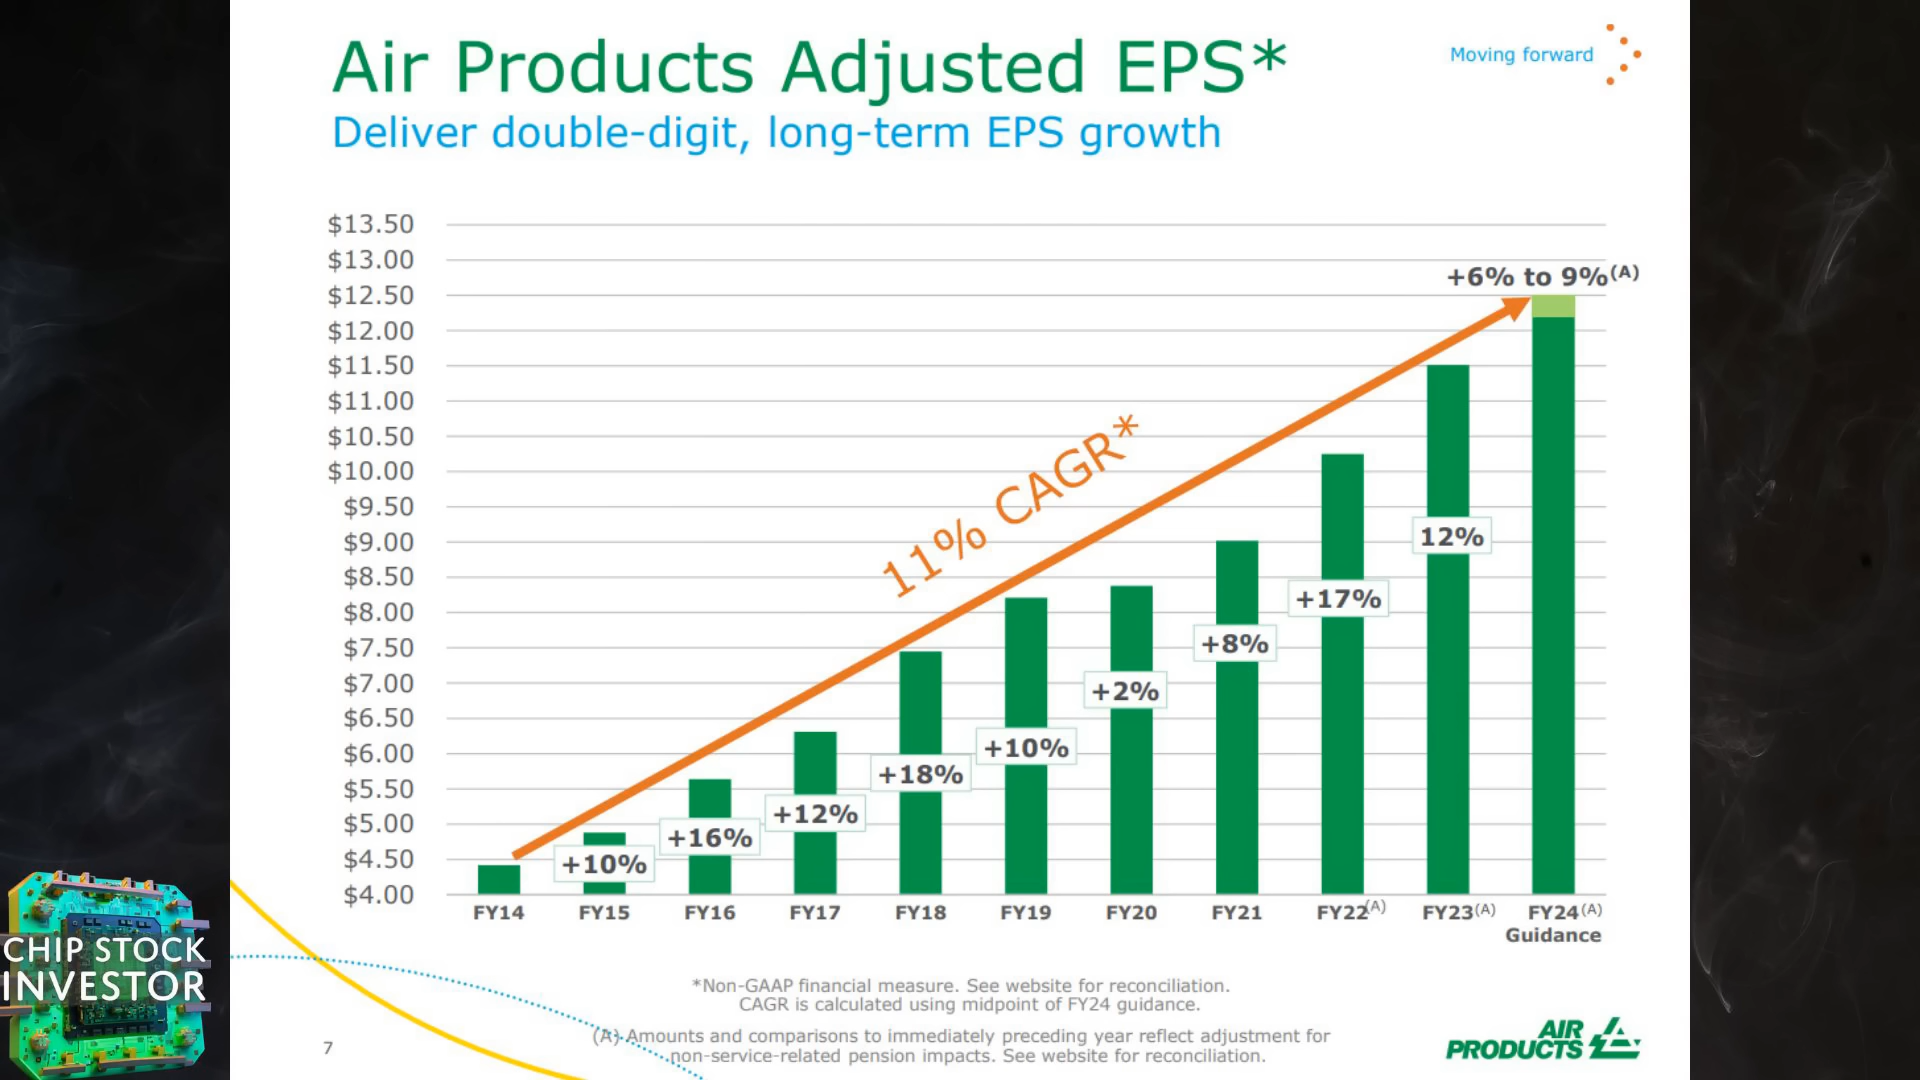 Air Products Adjusted EPS*
Moving forward
Deliver double-digit, long-term EPS growth
$13.50
$13.00
+6% to 9%(A)
$12.50
$12.00
$11.50
$11.00
$10.50
$10.00
$9.50
$9.00
$8.50
$8.00
$7.50
$7.00
$6.50
$6.00
$5.50
$5.00
$4.50
$4.00
11% CAGR*
+10%
+16%
+12%
+18%
+10%
+2%
+8%
+17%
12%
FY14
FY15
FY16
FY17
FY18
FY19
FY20
FY21
FY22(A)
FY23(A)
FY24(A)
Guidance
*Non-GAAP financial measure. See website for reconciliation.
CAGR is calculated using midpoint of FY24 guidance.
(A) Amounts and comparisons to immediately preceding year reflect adjustment for
non-service-related pension impacts. See website for reconciliation.
7
AIR
PRODUCTS
CHIP STOCK
INVESTOR